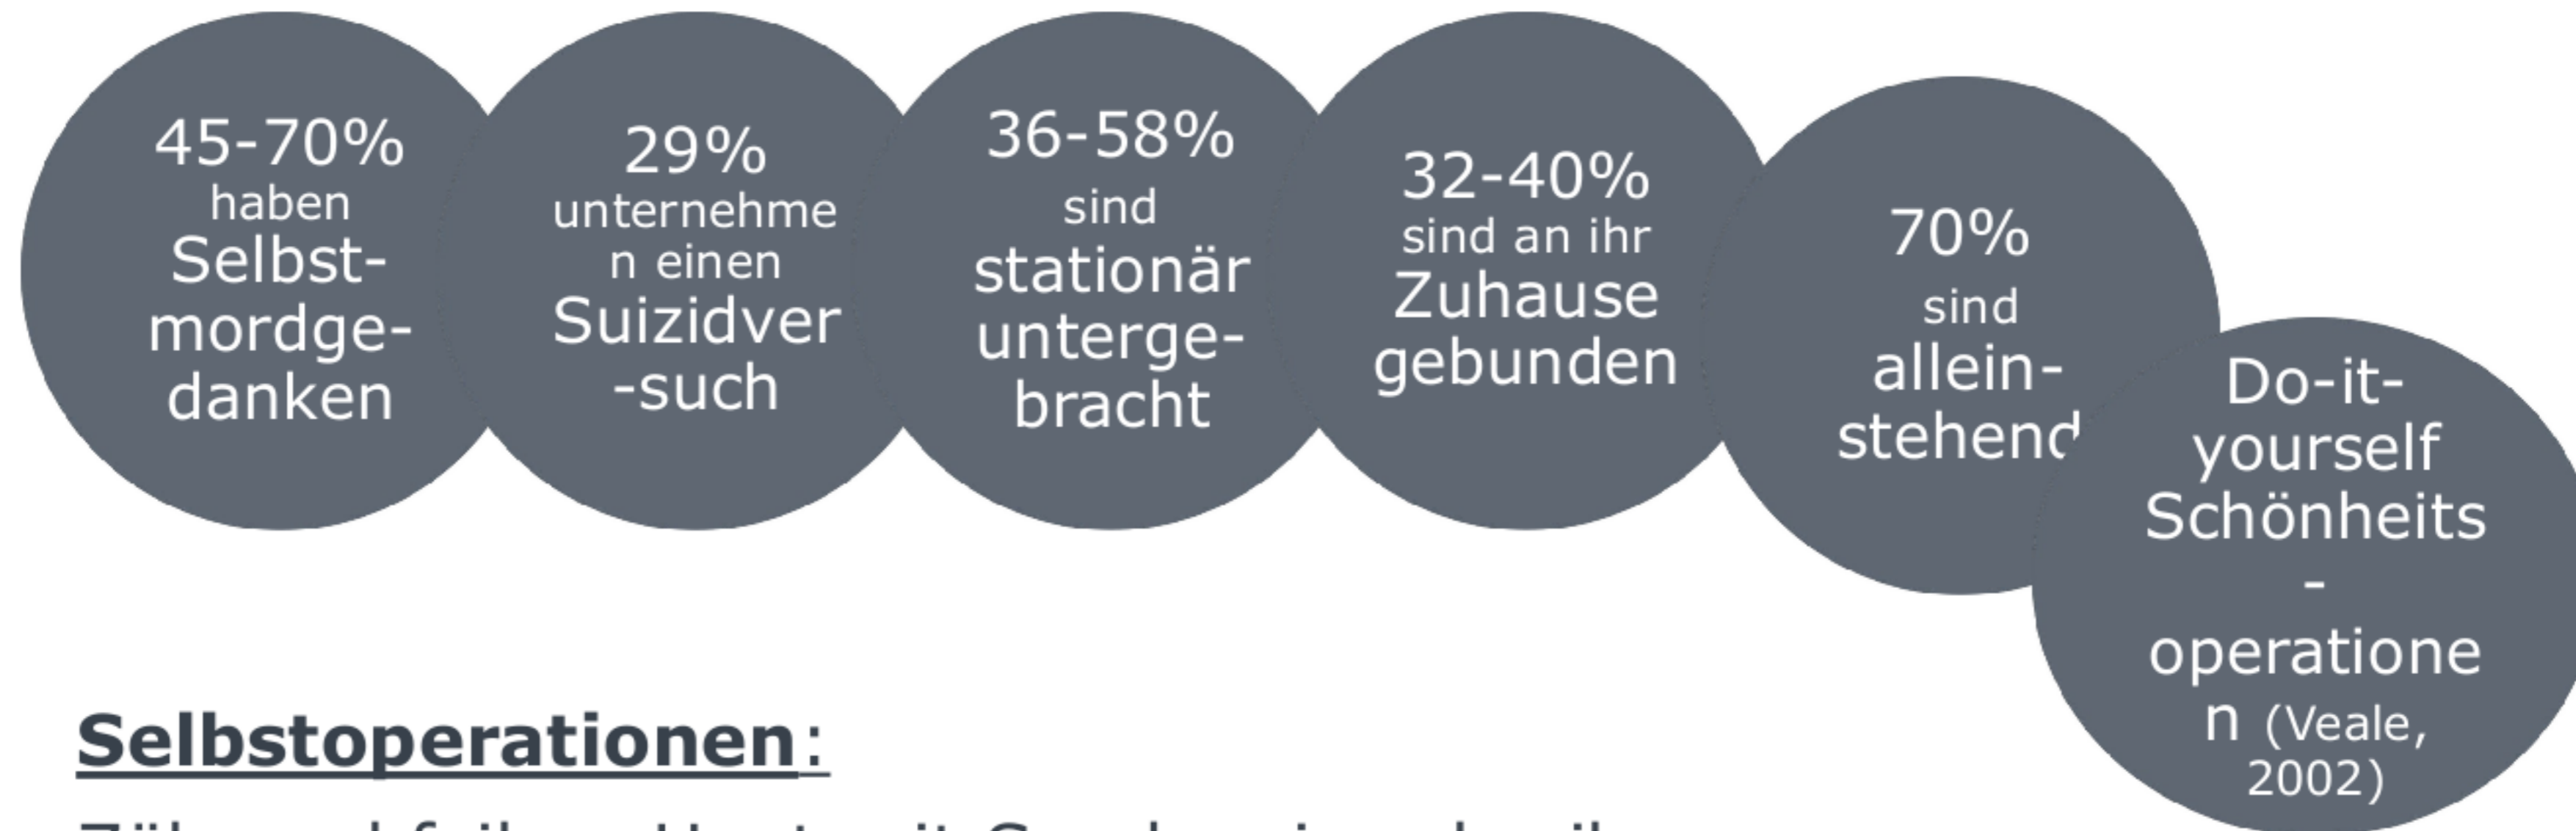 45-70%
haben
Selbst-
mordge-
danken
29%
unternehme
n einen
Suizidver
-such
36-58%
sind
stationär
unterge-
bracht
32-40%
sind an ihr
Zuhause
gebunden
70%
sind
allein-
stehend
Do-it-
yourself
Schönheits
-
operatione
n (Veale,
2002)
Selbstoperationen: